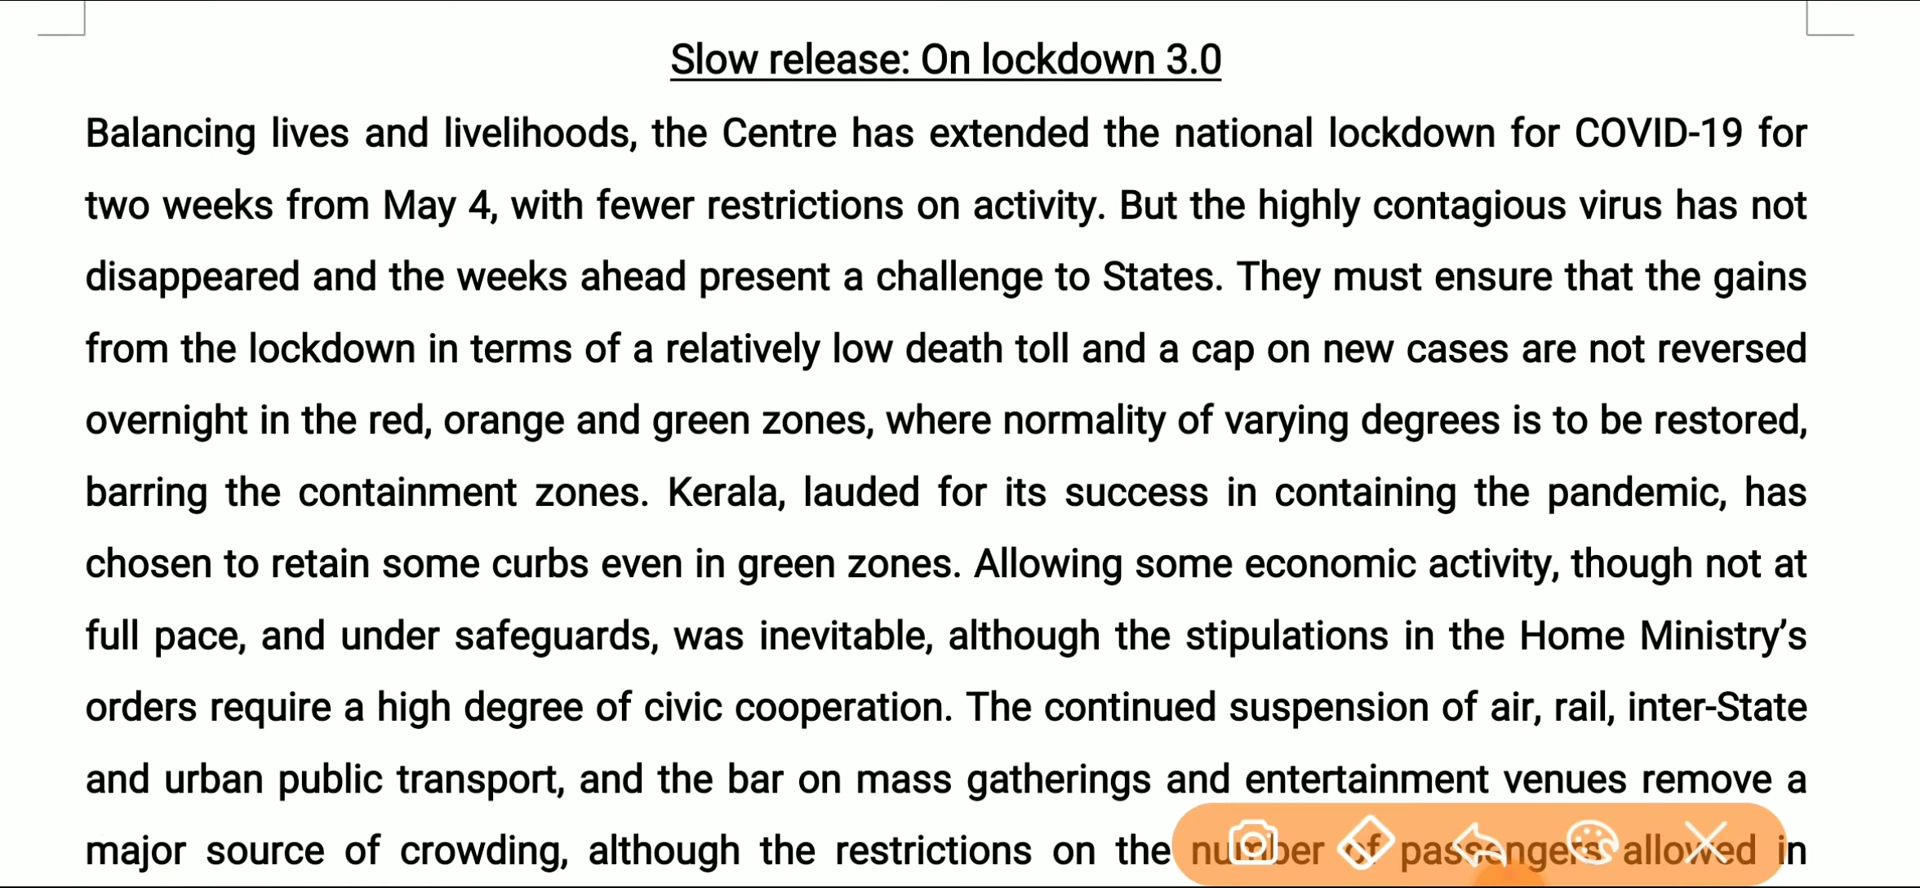 Slow release: On lockdown 3.0
Balancing lives and livelihoods, the Centre has extended the national lockdown for COVID-19 for
two weeks from May 4, with fewer restrictions on activity. But the highly contagious virus has not
disappeared and the weeks ahead present a challenge to States. They must ensure that the gains
from the lockdown in terms of a relatively low death toll and a cap on new cases are not reversed
overnight in the red, orange and green zones, where normality of varying degrees is to be restored,
barring the containment zones. Kerala, lauded for its success in containing the pandemic, has
chosen to retain some curbs even in green zones. Allowing some economic activity, though not at
full pace, and under safeguards, was inevitable, although the stipulations in the Home Ministry's
orders require a high degree of civic cooperation. The continued suspension of air, rail, inter-State
and urban public transport, and the bar on mass gatherings and entertainment venues remove a
major source of crowding, although the restrictions on the number of passengers allowed in